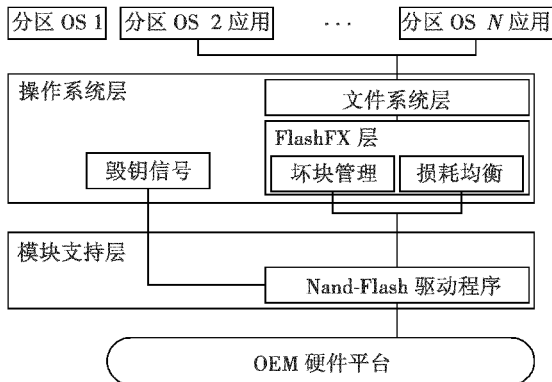 分区 OS 1 分区 OS 2 应用 ··· 分区 OS N 应用
操作系统层
文件系统层
FlashFX 层
毁钥信号
坏块管理 损耗均衡
模块支持层
Nand-Flash 驱动程序
OEM 硬件平台